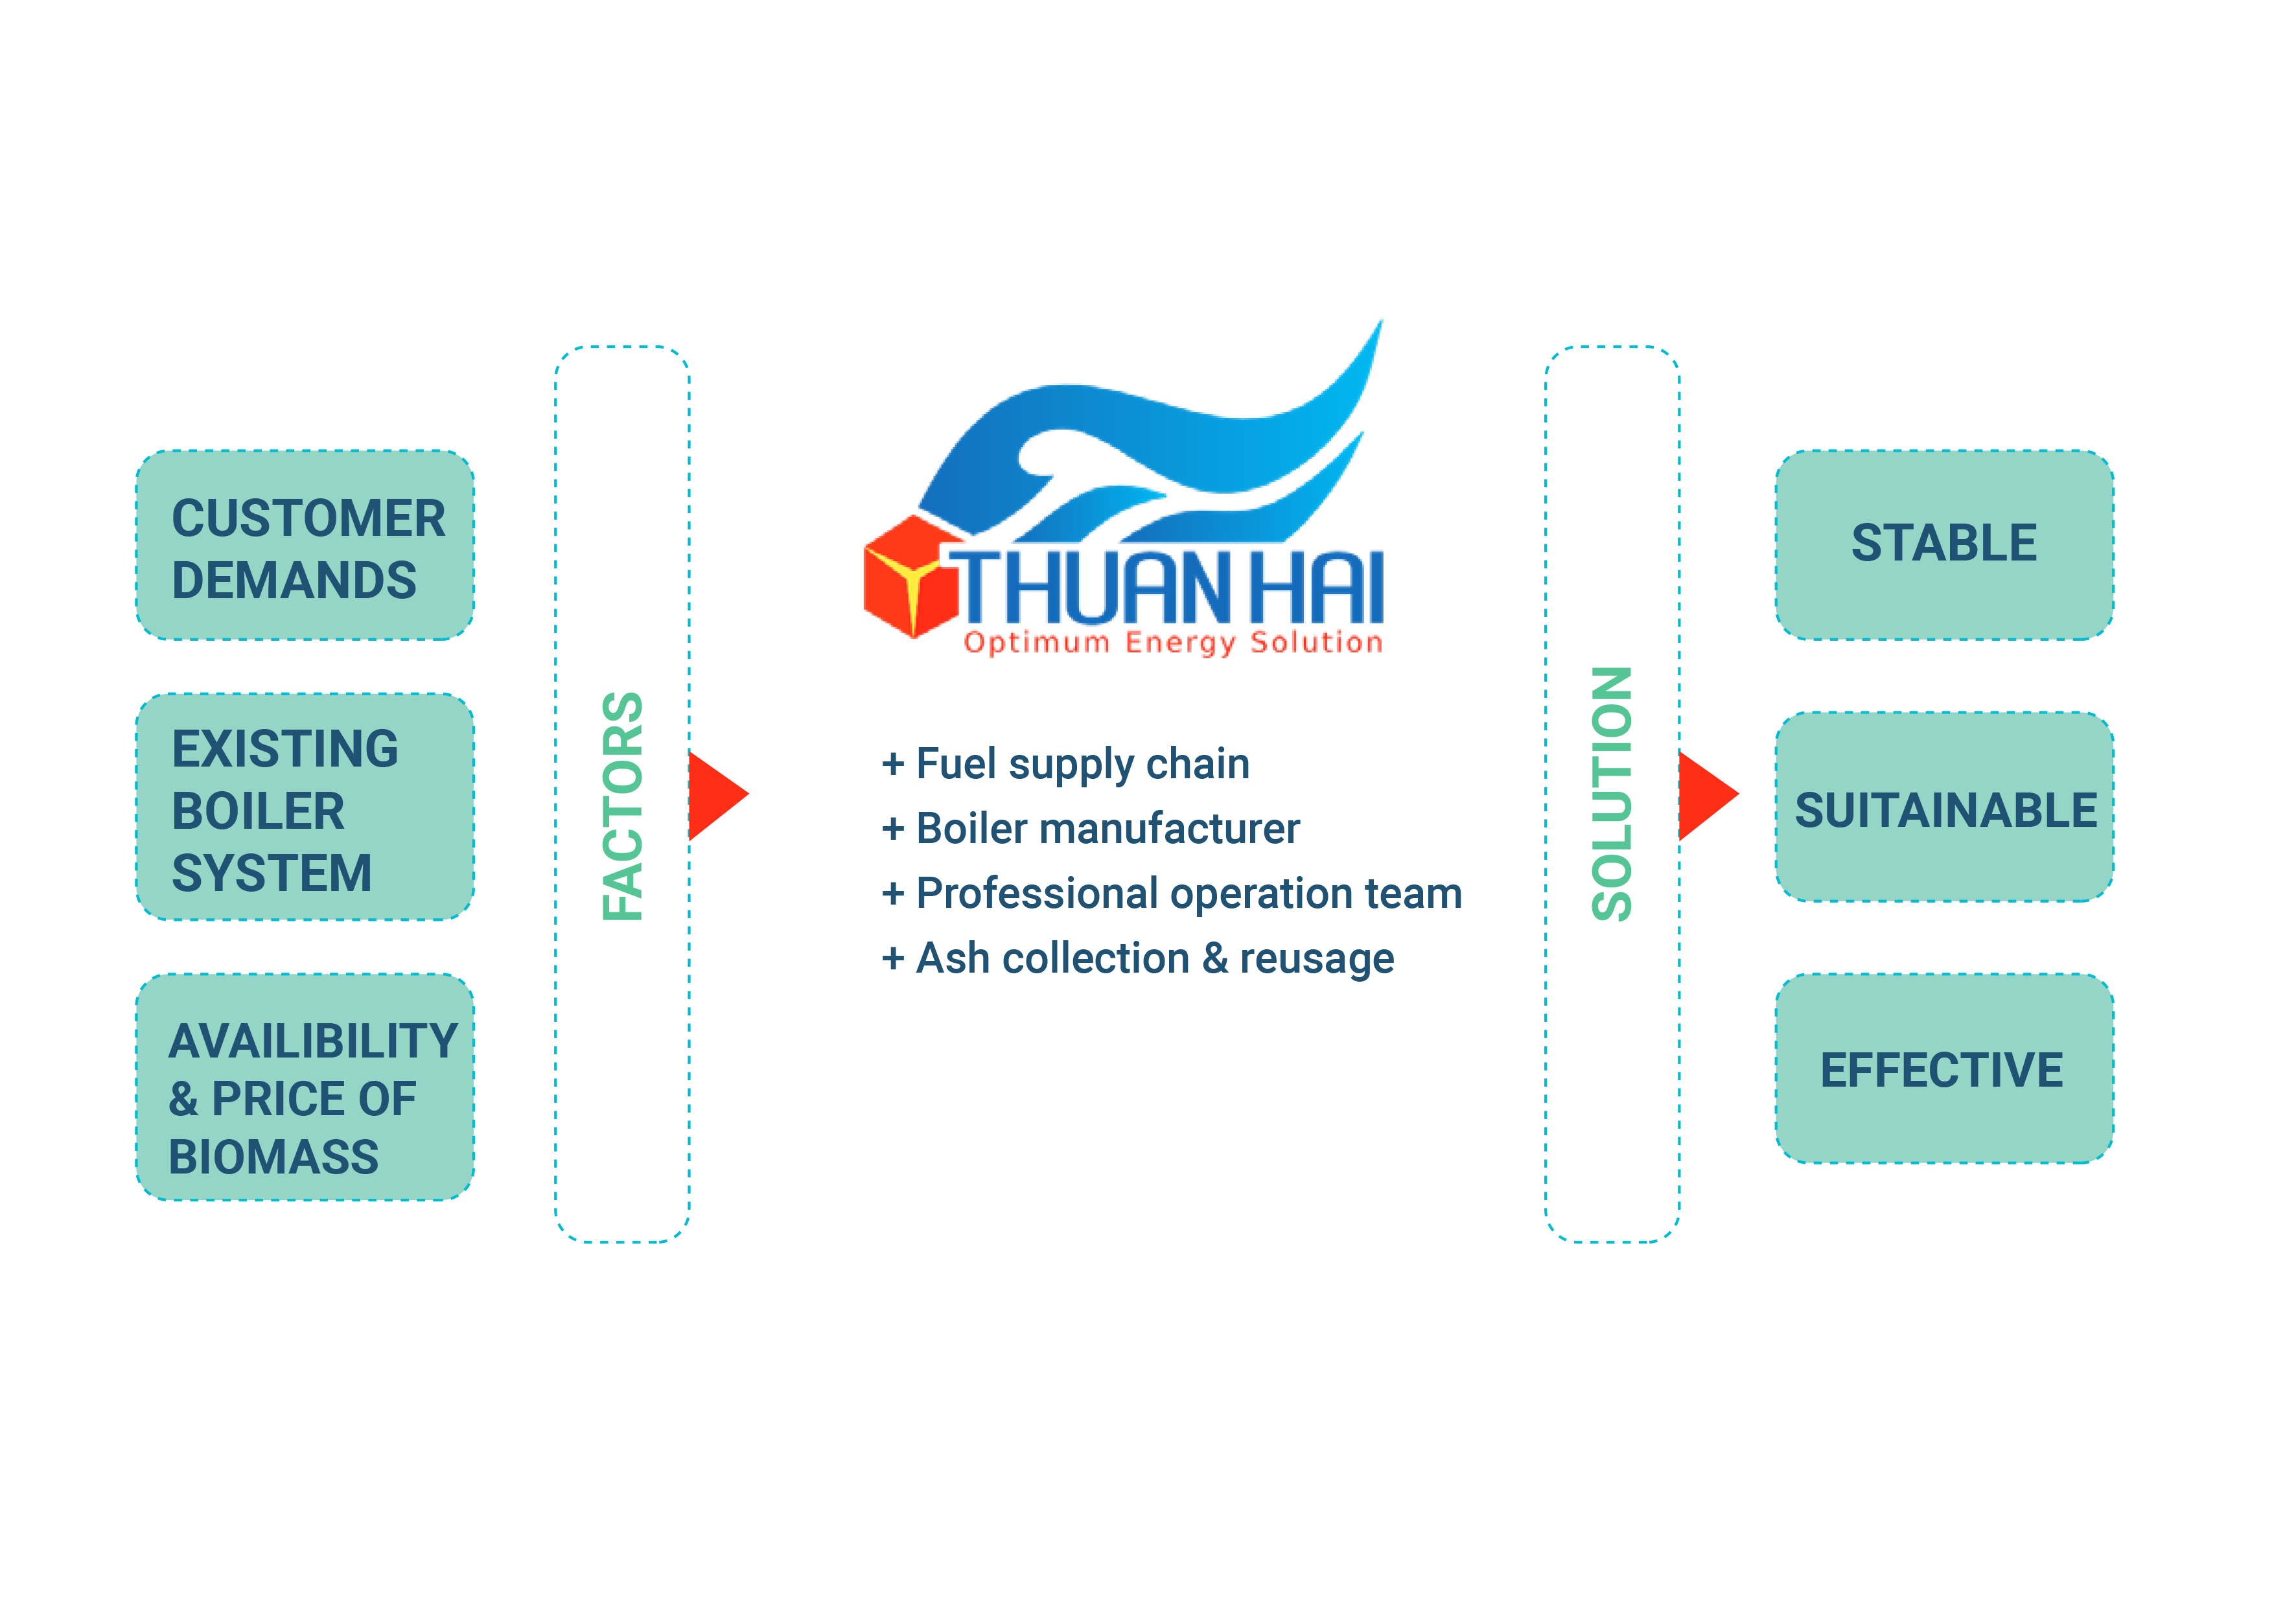 CUSTOMER
DEMANDS
EXISTING
BOILER
SYSTEM
AVAILIBILITY
& PRICE OF
BIOMASS
FACTORS
THUAN HAI
Optimum Energy Solution
+ Fuel supply chain
+ Boiler manufacturer
+ Professional operation team
+ Ash collection & reusage
SOLUTION
STABLE
SUITAINABLE
EFFECTIVE